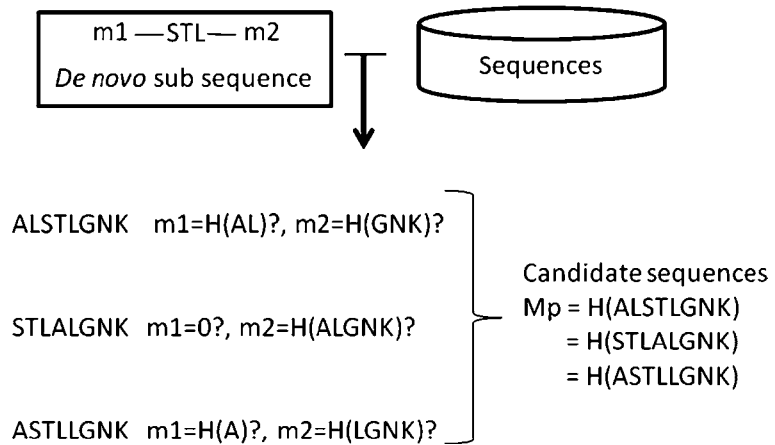 m1 —STL— m2
De novo sub sequence
Sequences
ALSTLGNK m1=H(AL)?, m2=H(GNK)?
STLALGNK m1=0?, m2=H(ALGNK)?
ASTLLGNK m1=H(A)?, m2=H(LGNK)?
Candidate sequences
Mp = H(ALSTLGNK)
= H(STLALGNK)
= H(ASTLLGNK)